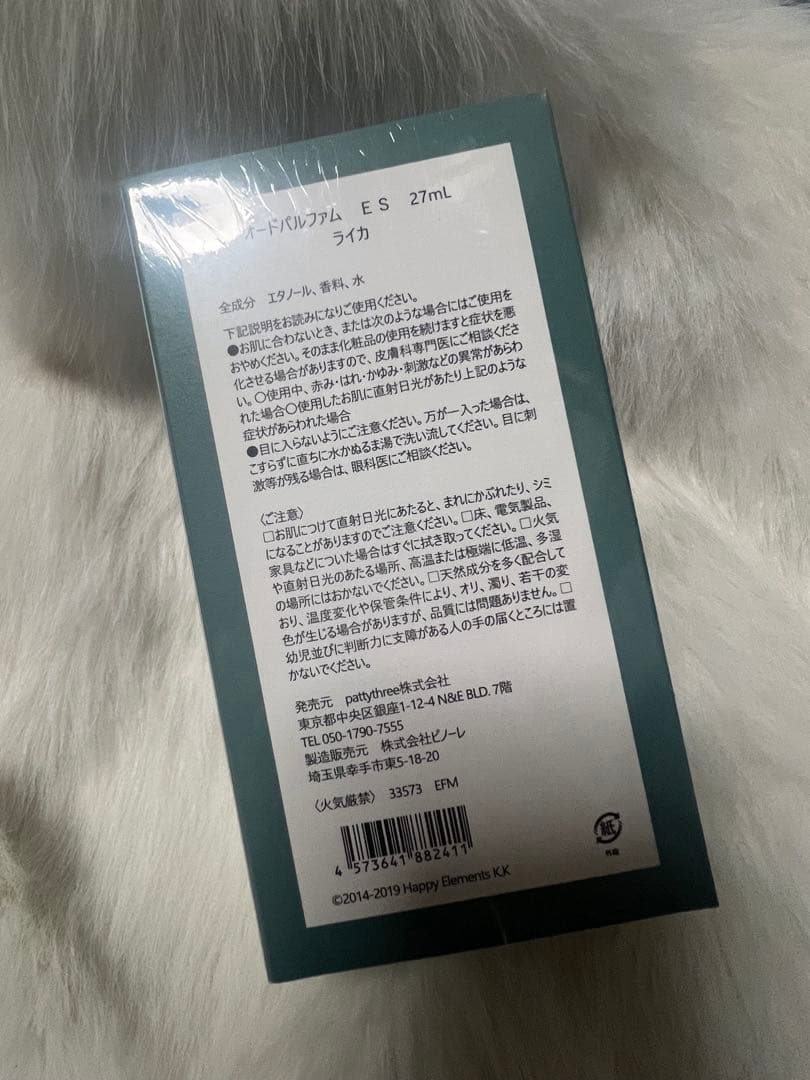 オードパルファム ES 27mL
ライカ
全成分 エタノール、香料、水
下記説明をお読みになりご使用ください。
●お肌に合わないとき、または次のような場合にはご使用を
おやめください。そのまま化粧品の使用を続けますと症状を悪
化させる場合がありますので、皮膚科専門医にご相談くださ
い。○使用中、赤み・はれ・かゆみ・刺激などの異常があらわ
れた場合○使用したお肌に直射日光があたり上記のような
症状があらわれた場合
●目に入らないようにご注意ください。万が一入った場合は、
こすらずに直ちに水かぬるま湯で洗い流してください。目に刺
激等が残る場合は、眼科医にご相談ください。
〈ご注意〉
□お肌につけて直射日光にあたると、まれにかぶれたり、シミ
になることがありますのでご注意ください。□床、電気製品、
家具などについた場合はすぐに拭き取ってください。□火気
や直射日光のあたる場所、高温または極端に低温、多湿
の場所にはおかないでください。□天然成分を多く配合して
おり、温度変化や保管条件により、オリ、濁り、若干の変
色が生じる場合がありますが、品質には問題ありません。□
幼児並びに判断力に支障がある人の手の届くところには置
かないでください。
発売元 pattythree株式会社
東京都中央区銀座1-12-4 N&E BLD. 7階
TEL 050-1790-7555
製造販売元 株式会社ピノーレ
埼玉県幸手市東5-18-20
〈火気厳禁〉 33573 EFM
4 573641 882411
紙
外箱
©2014-2019 Happy Elements K.K